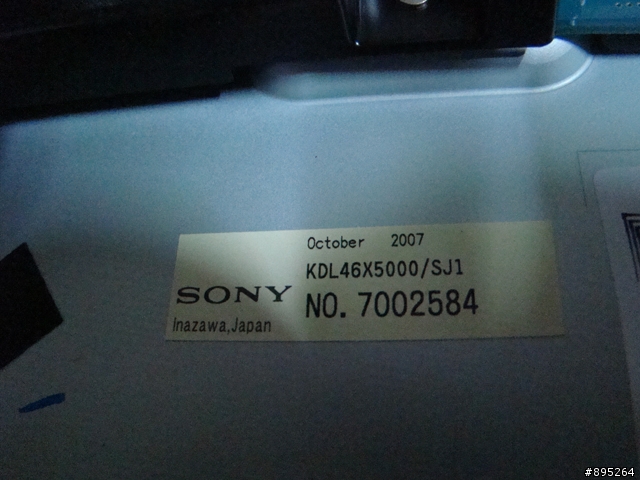 October 2007
KDL46X5000/SJ1
SONY
NO. 7002584
Inazawa,Japan
#895264